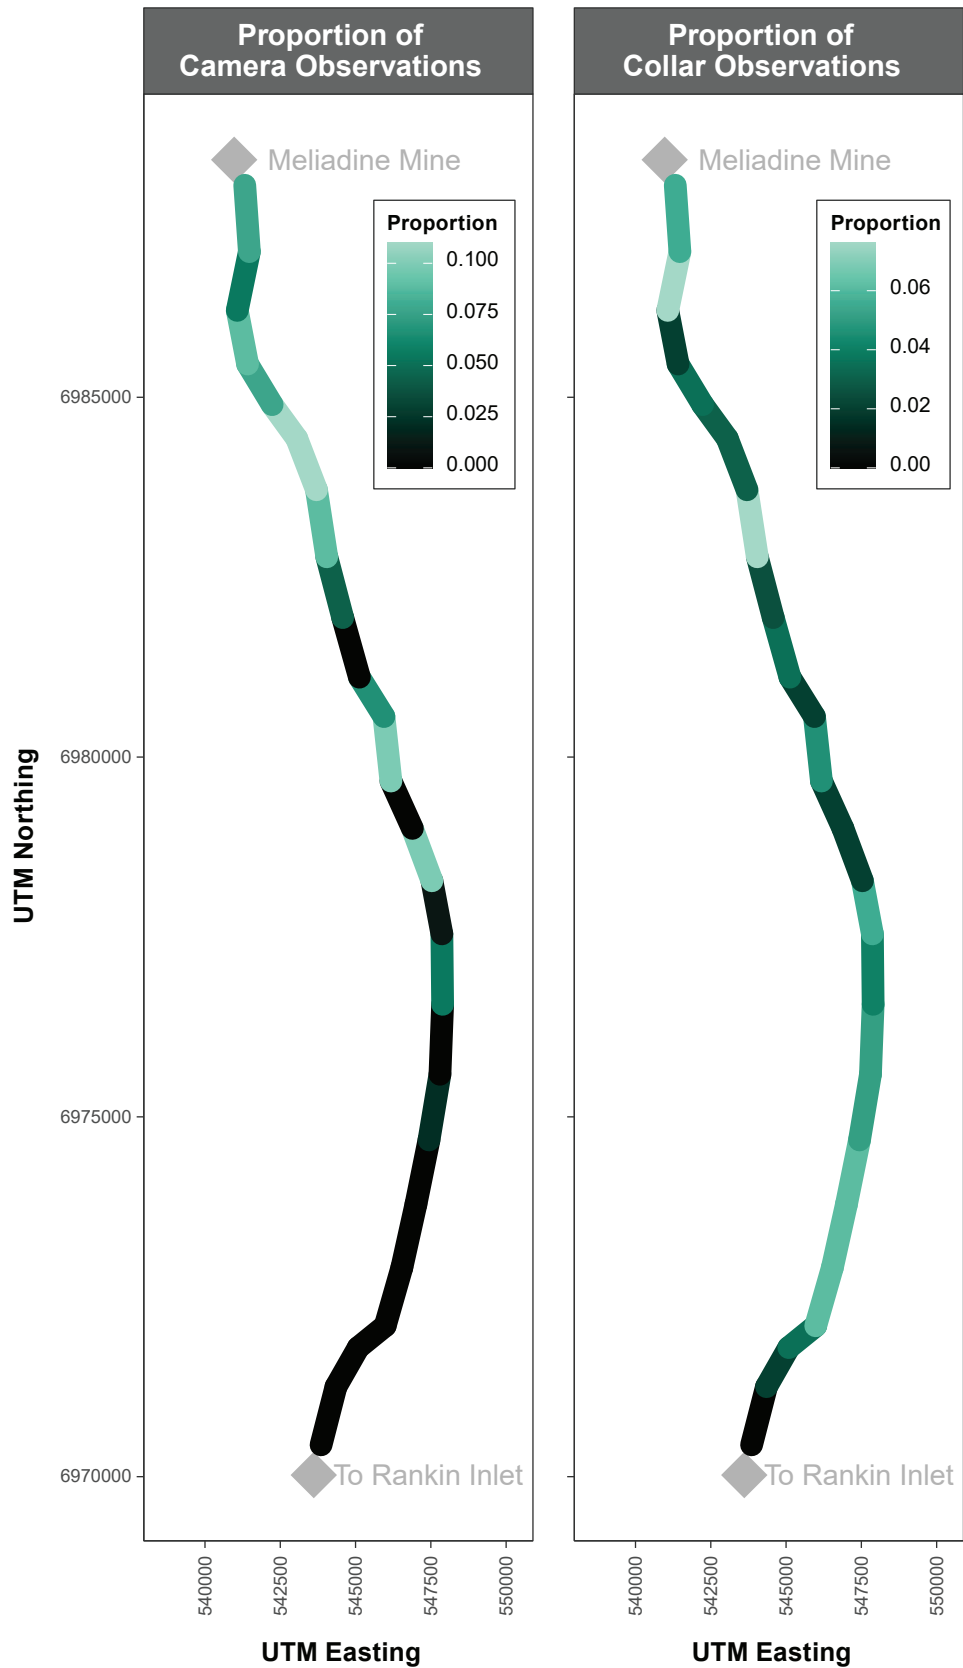 Proportion of
Camera Observations
Proportion of
Collar Observations
Meliadine Mine
Meliadine Mine
Proportion
0.100
0.075
0.050
0.025
0.000
Proportion
0.06
0.04
0.02
0.00
UTM Northing
6985000
6980000
6975000
6970000
To Rankin Inlet
To Rankin Inlet
540000
542500
545000
547500
550000
540000
542500
545000
547500
550000
UTM Easting
UTM Easting